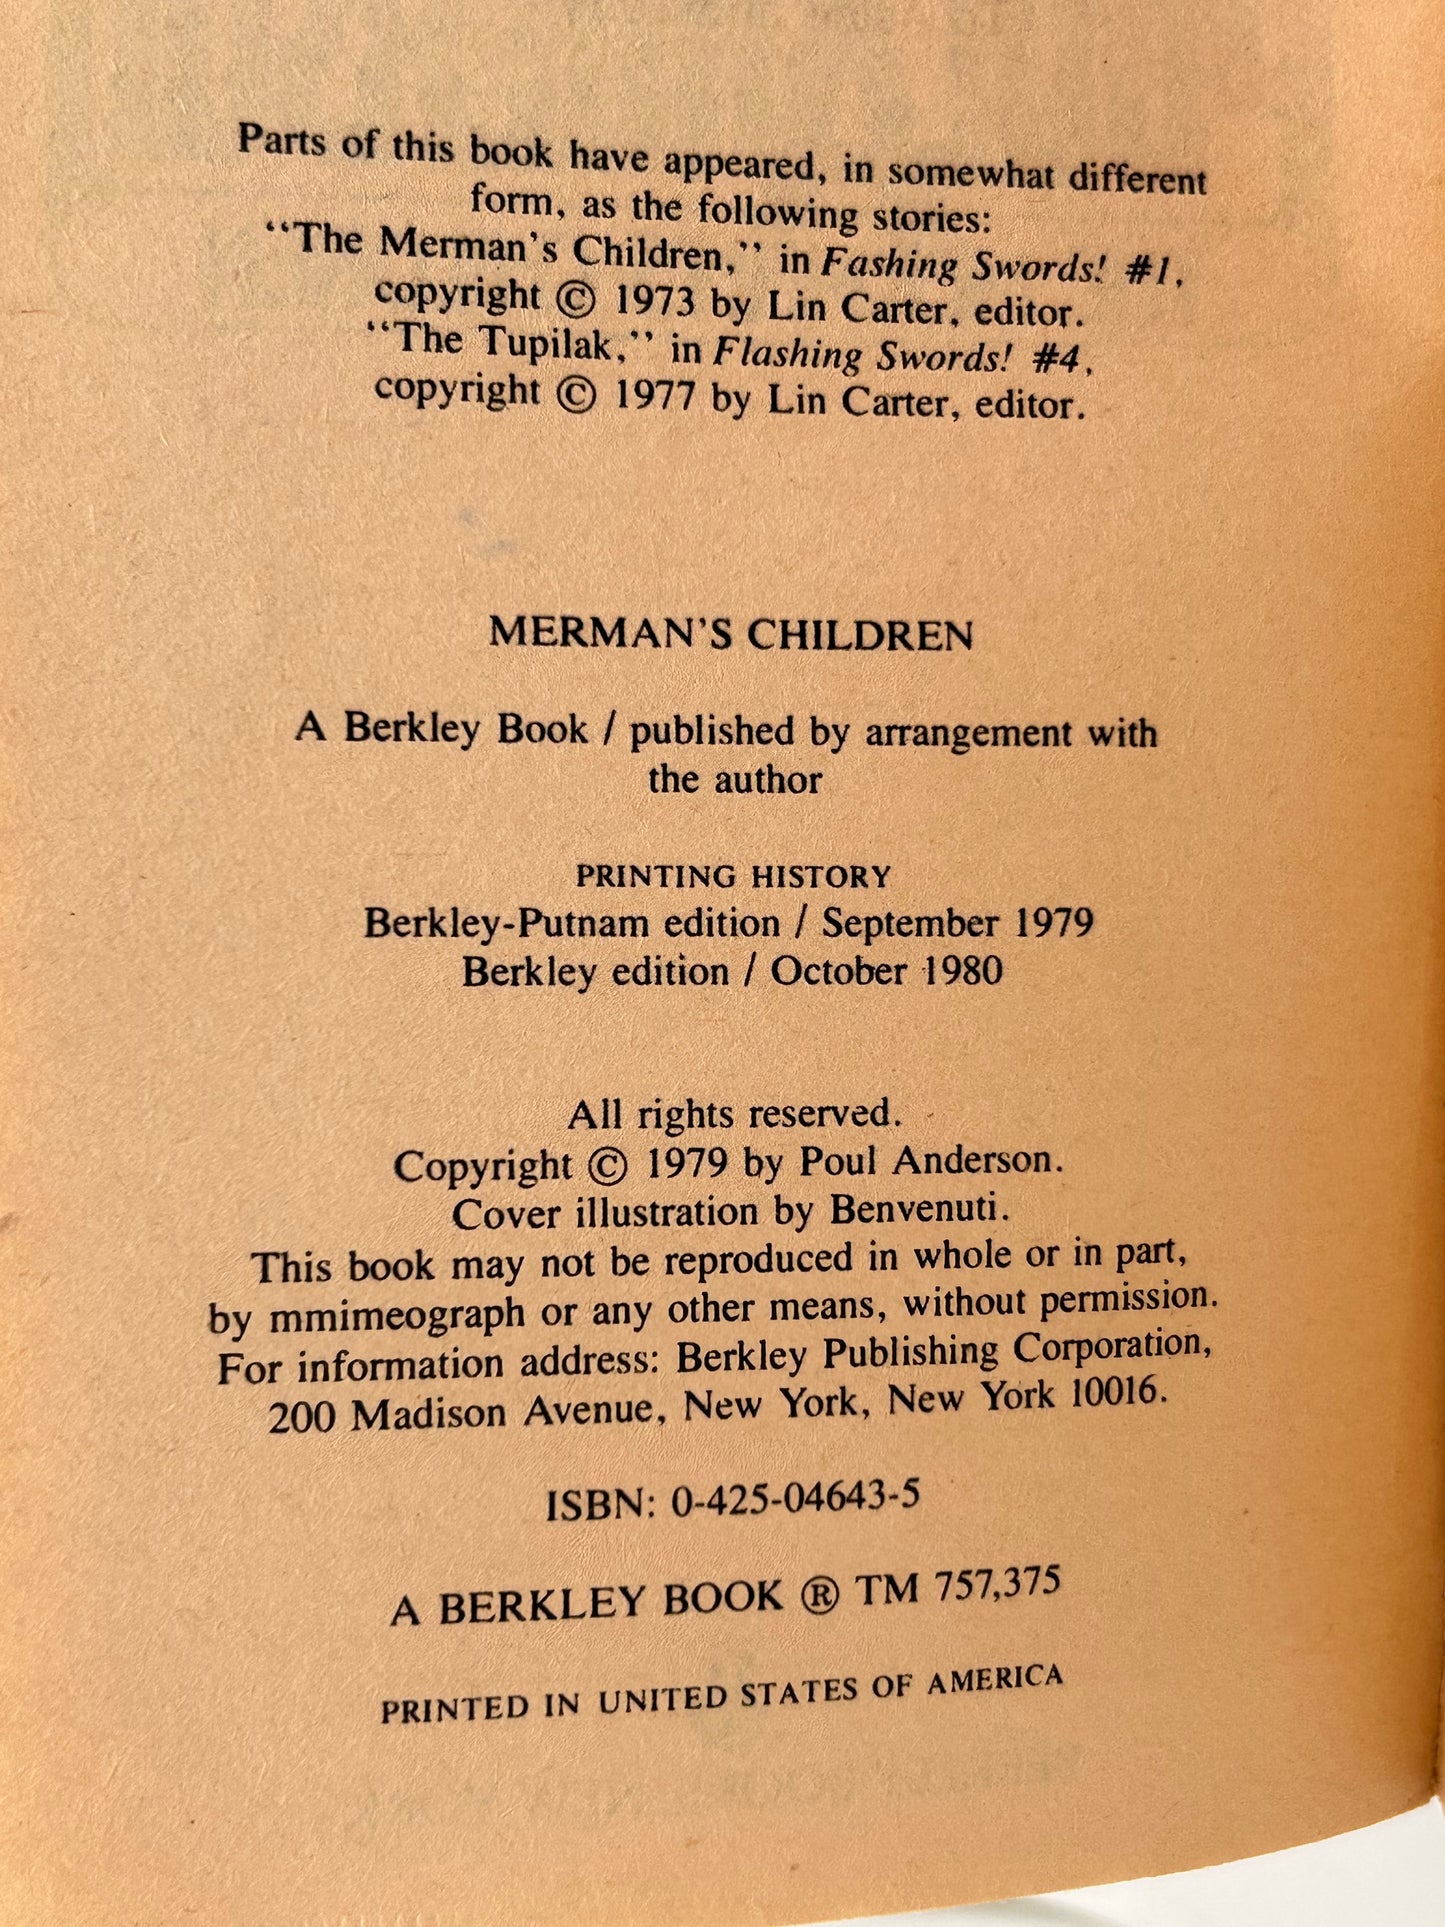 Parts of this book have appeared, in somewhat different
form, as the following stories:
‘‘The Merman's Children,’’ in Fashing Swords! #1,
copyright © 1973 by Lin Carter, editor.
‘‘The Tupilak,’’ in Flashing Swords! #4,
copyright © 1977 by Lin Carter, editor.
MERMAN'S CHILDREN
A Berkley Book / published by arrangement with
the author
PRINTING HISTORY
Berkley-Putnam edition / September 1979
Berkley edition / October 1980
All rights reserved.
Copyright © 1979 by Poul Anderson.
Cover illustration by Benvenuti.
This book may not be reproduced in whole or in part,
by mmimeograph or any other means, without permission.
For information address: Berkley Publishing Corporation,
200 Madison Avenue, New York, New York 10016.
ISBN: 0-425-04643-5
A BERKLEY BOOK ® TM 757,375
PRINTED IN UNITED STATES OF AMERICA